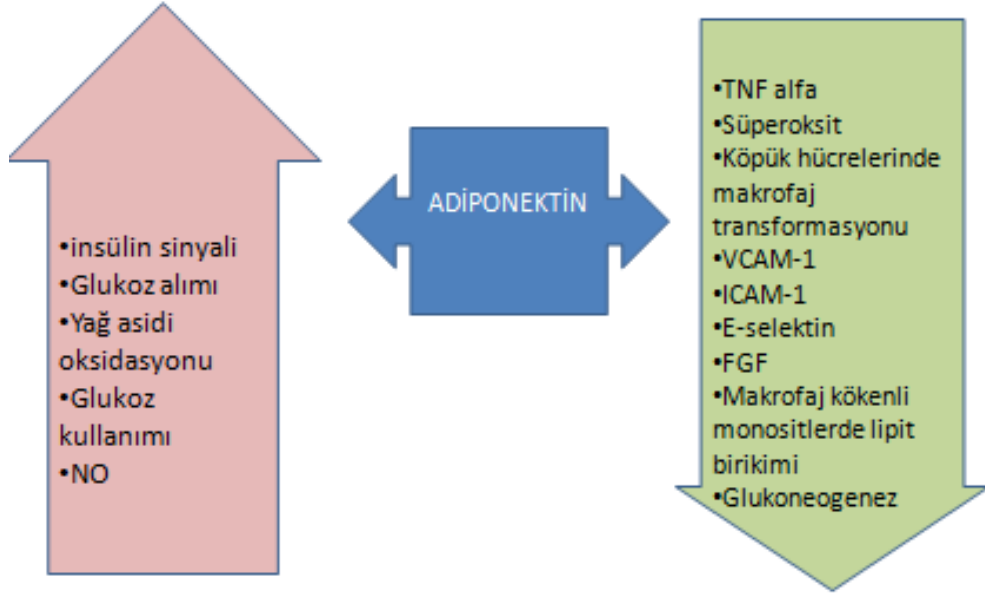 •insülin sinyali
•Glukoz alımı
•Yağ asidi
oksidasyonu
•Glukoz
kullanımı
•NO
ADİPONEKTİN
•TNF alfa
•Süperoksit
•Köpük hücrelerinde
makrofaj
transformasyonu
•VCAM-1
•ICAM-1
•E-selektin
•FGF
•Makrofaj kökenli
monositlerde lipit
birikimi
•Glukoneogenez